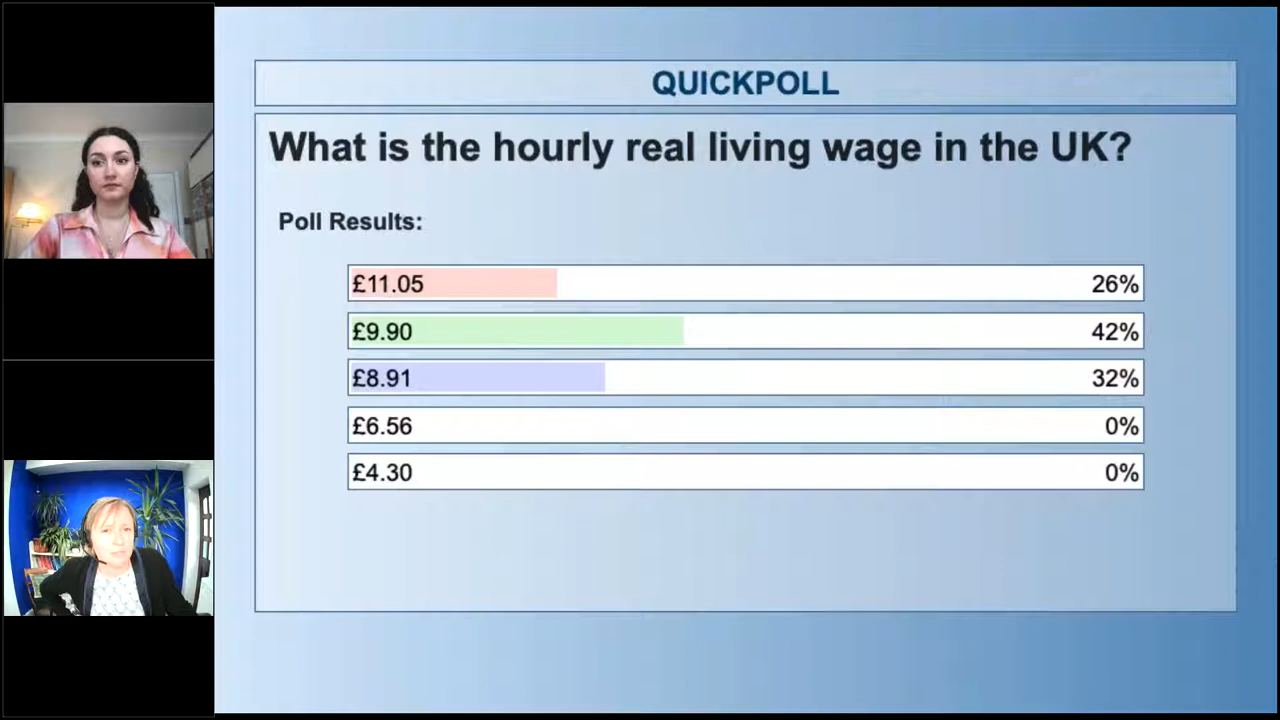 QUICKPOLL
What is the hourly real living wage in the UK?
Poll Results:
£11.05 26%
£9.90 42%
£8.91 32%
£6.56 0%
£4.30 0%